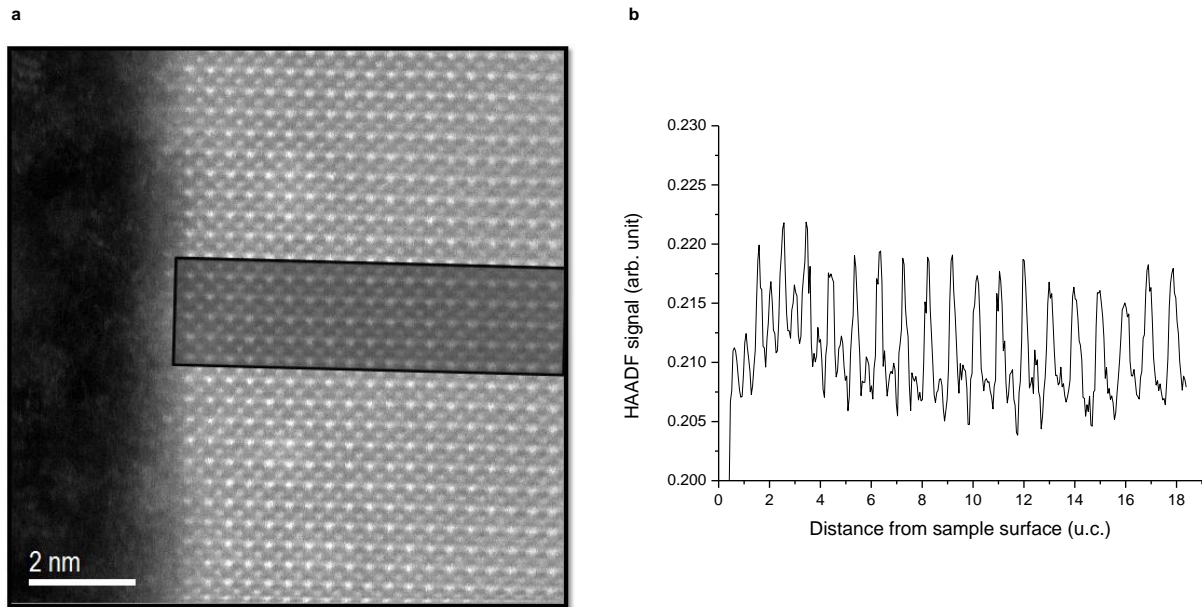 a
b
2 nm
0.230
0.225
0.220
0.215
0.210
0.205
0.200
HAADF signal (arb. unit)
0 2 4 6 8 10 12 14 16 18
Distance from sample surface (u.c.)